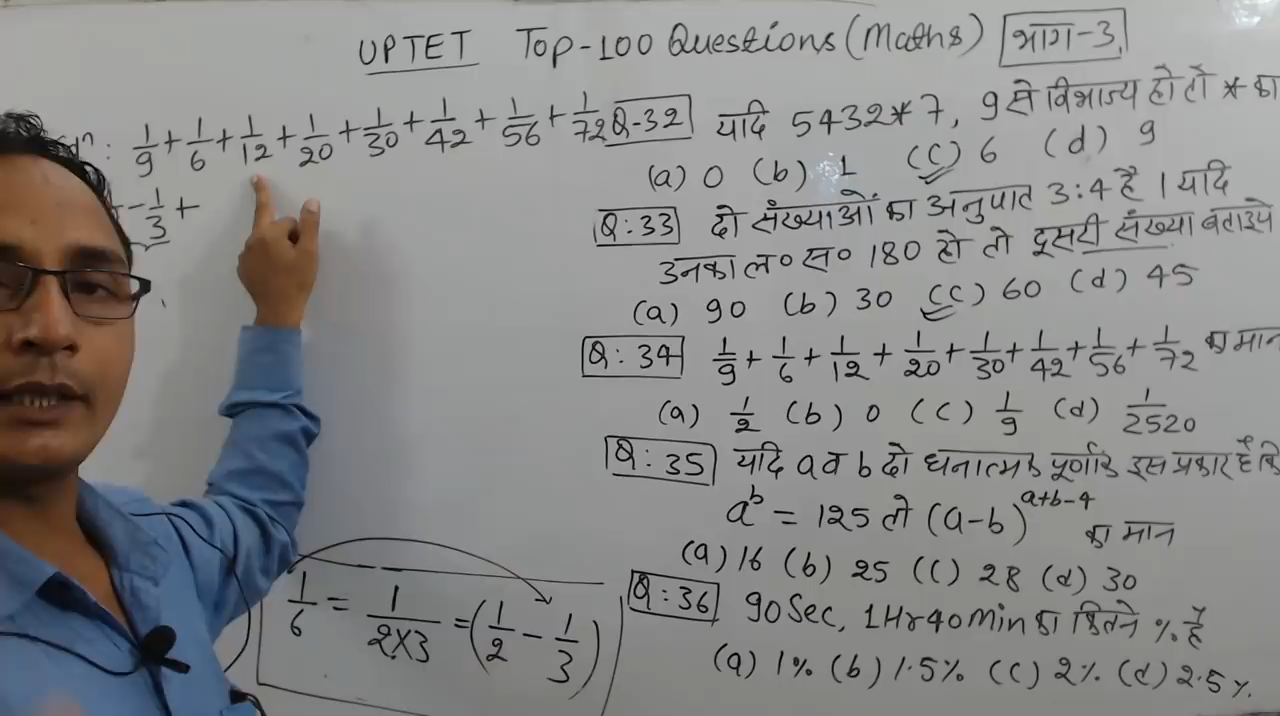 UPTET Top-100 Questions (Maths) भाग-3
1/9 + 1/6 + 1/12 + 1/20 + 1/30 + 1/42 + 1/56 + 1/72
- 1/3 +
1/6 = 1/2×3 = (1/2 - 1/3)
Q-32 यदि 5432*7, 9 से विभाज्य हो तो * का
(a) 0 (b) 1 (c) 6 (d) 9
Q:33 दो संख्याओं का अनुपात 3:4 है । यदि
उनका ल० स० 180 हो तो दूसरी संख्या बताइये
(a) 90 (b) 30 (c) 60 (d) 45
Q:34 1/9 + 1/6 + 1/12 + 1/20 + 1/30 + 1/42 + 1/56 + 1/72 का मान
(a) 1/2 (b) 0 (c) 1/9 (d) 1/2520
Q:35 यदि a व b दो धनात्मक पूर्णांक इस प्रकार है कि
a^b = 125 तो (a-b)^a+b-4 का मान
(a) 16 (b) 25 (c) 28 (d) 30
Q:36 90Sec, 1Hr40min का कितने % है
(a) 1% (b) 1.5% (c) 2% (d) 2.5%